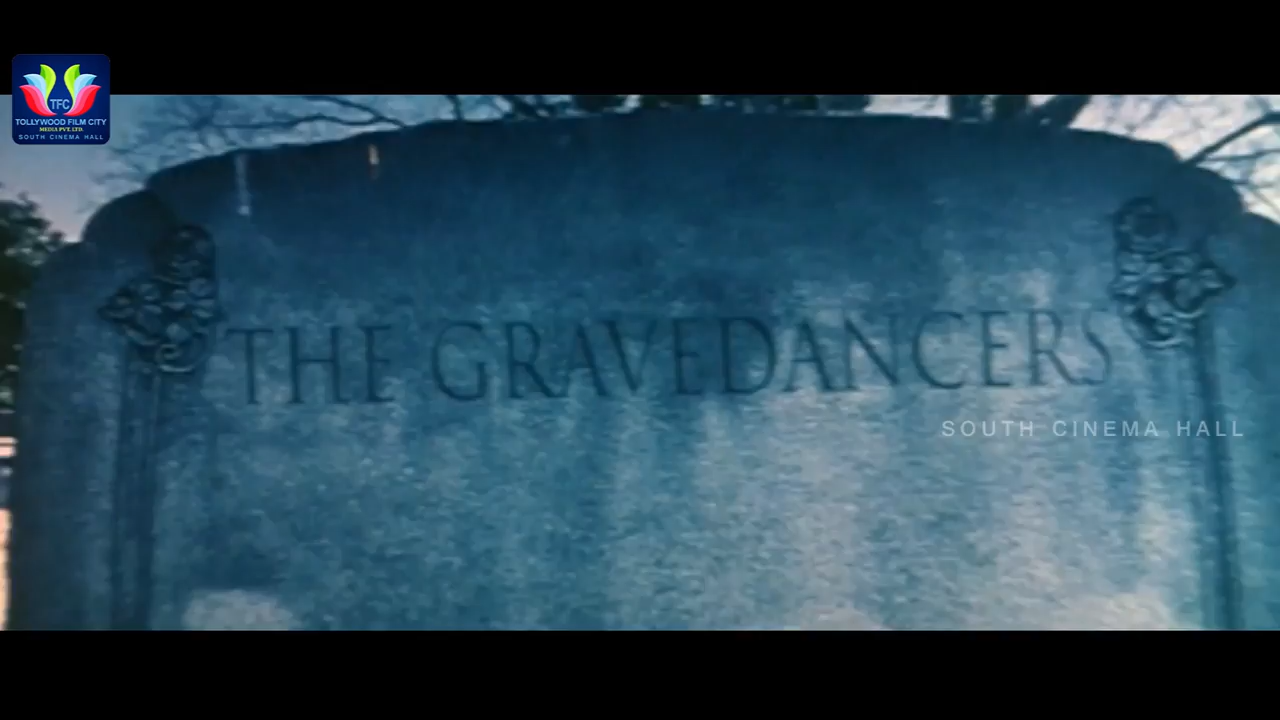 TFC
TOLLYWOOD FILM CITY
MEDIA PVT. LTD.
SOUTH CINEMA HALL
THE GRAVEDANCERS
SOUTH CINEMA HALL